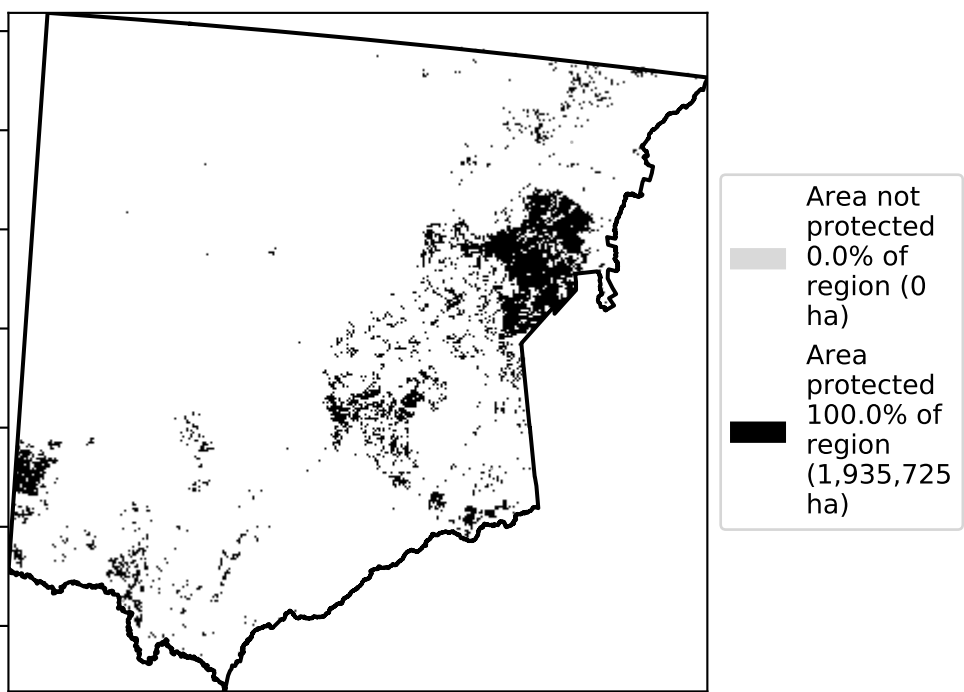 Area not
protected
0.0% of
region (0
ha)
Area
protected
100.0% of
region
(1,935,725
ha)